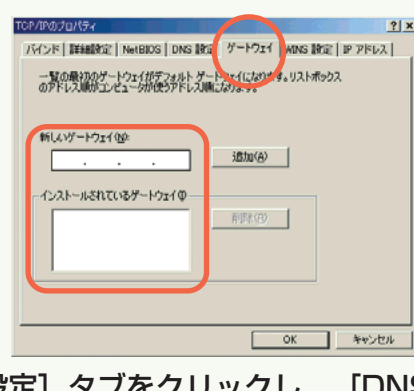 TCP/IPのプロパティ
? ×
バインド 詳細設定 NetBIOS DNS 設定 ゲートウェイ WINS 設定 IP アドレス
一覧の最初のゲートウェイがデフォルト ゲートウェイになります。リストボックス
のアドレス順がコンピュータが使うアドレス順になります。
新しいゲートウェイ(N):
. . .
追加(A)
インストールされているゲートウェイ(I)
削除(R)
OK キャンセル
設定］タブをクリックし、［DNS